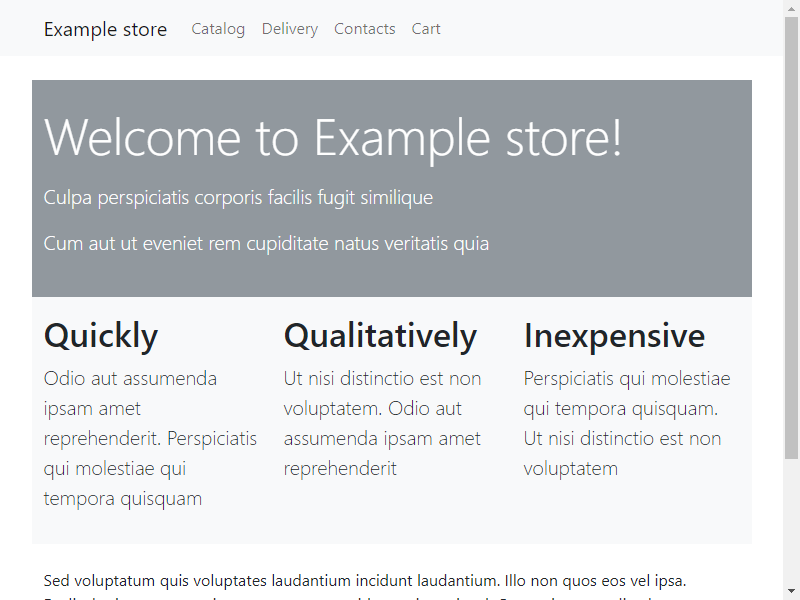 Example store Catalog Delivery Contacts Cart
Welcome to Example store!
Culpa perspiciatis corporis facilis fugit similique
Cum aut ut eveniet rem cupiditate natus veritatis quia
Quickly
Odio aut assumenda
ipsam amet
reprehenderit. Perspiciatis
qui molestiae qui
tempora quisquam
Qualitatively
Ut nisi distinctio est non
voluptatem. Odio aut
assumenda ipsam amet
reprehenderit
Inexpensive
Perspiciatis qui molestiae
qui tempora quisquam.
Ut nisi distinctio est non
voluptatem
Sed voluptatum quis voluptates laudantium incidunt laudantium. Illo non quos eos vel ipsa.